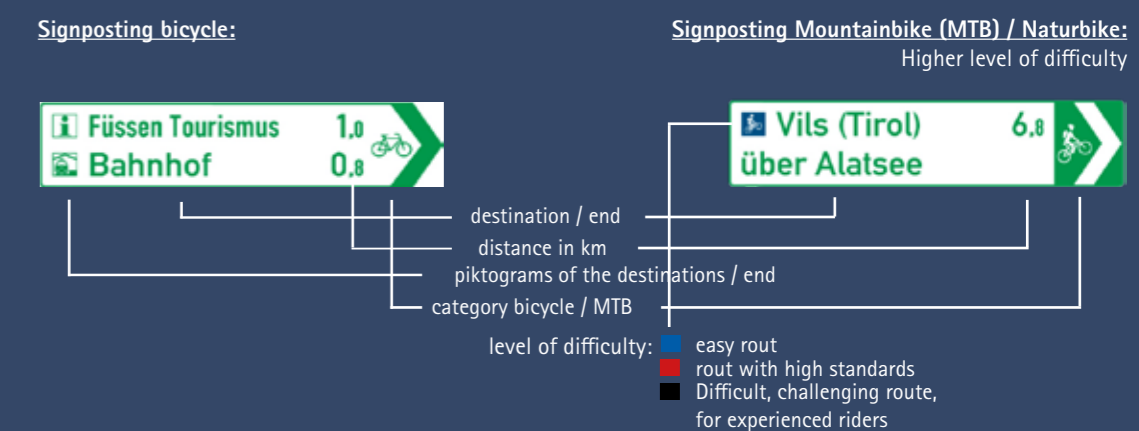 Signposting bicycle:
Signposting Mountainbike (MTB) / Naturbike:
Higher level of difficulty
Füssen Tourismus 1,0
Bahnhof 0,8
Vils (Tirol) 6,8
über Alatsee
destination / end
distance in km
piktograms of the destinations / end
category bicycle / MTB
level of difficulty:
easy rout
rout with high standards
Difficult, challenging route,
for experienced riders